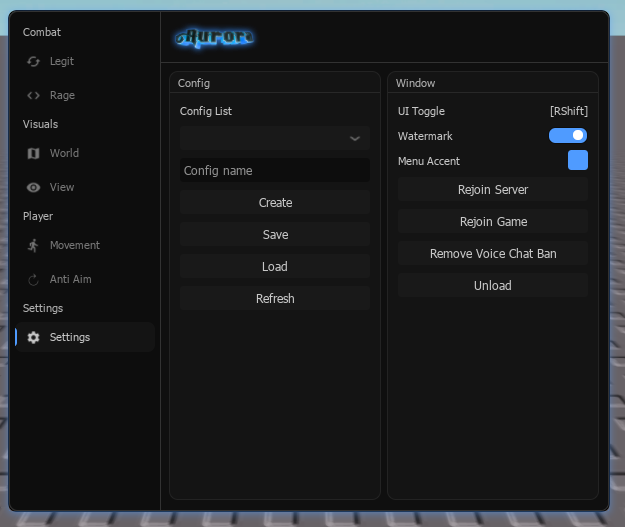 Combat
Legit
Rage
Visuals
World
View
Player
Movement
Anti Aim
Settings
Settings
Aurora
Config
Config List
Config name
Create
Save
Load
Refresh
Window
UI Toggle [RShift]
Watermark
Menu Accent
Rejoin Server
Rejoin Game
Remove Voice Chat Ban
Unload